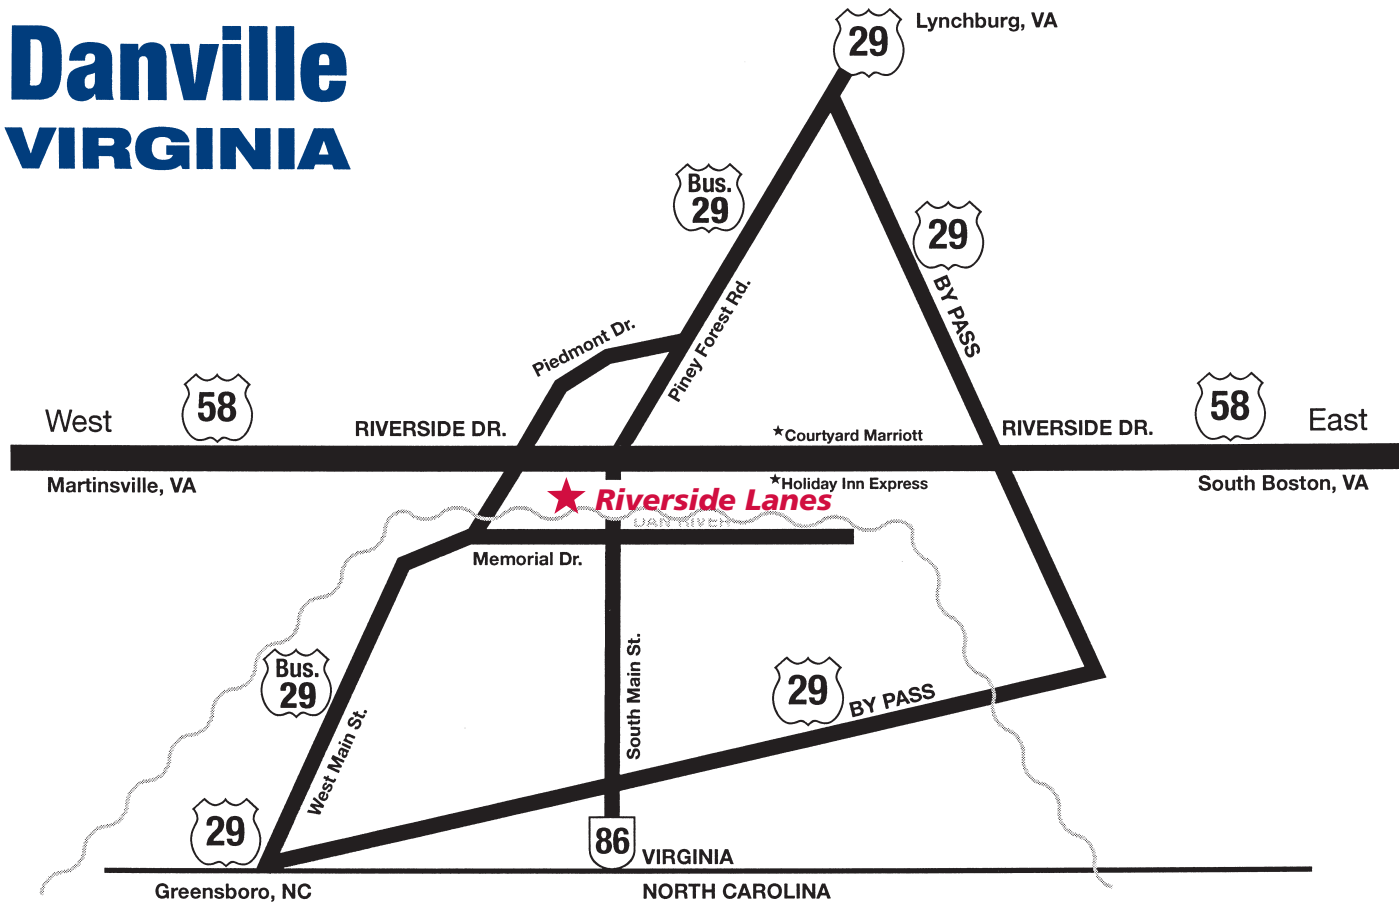 Danville
VIRGINIA
29
Lynchburg, VA
Bus.
29
29
BY PASS
Piedmont Dr.
Piney Forest Rd.
West
58
RIVERSIDE DR.
Courtyard Marriott
RIVERSIDE DR.
58
East
Martinsville, VA
Holiday Inn Express
South Boston, VA
Riverside Lanes
DAN RIVER
Memorial Dr.
Bus.
29
West Main St.
South Main St.
29
BY PASS
29
86
VIRGINIA
Greensboro, NC
NORTH CAROLINA